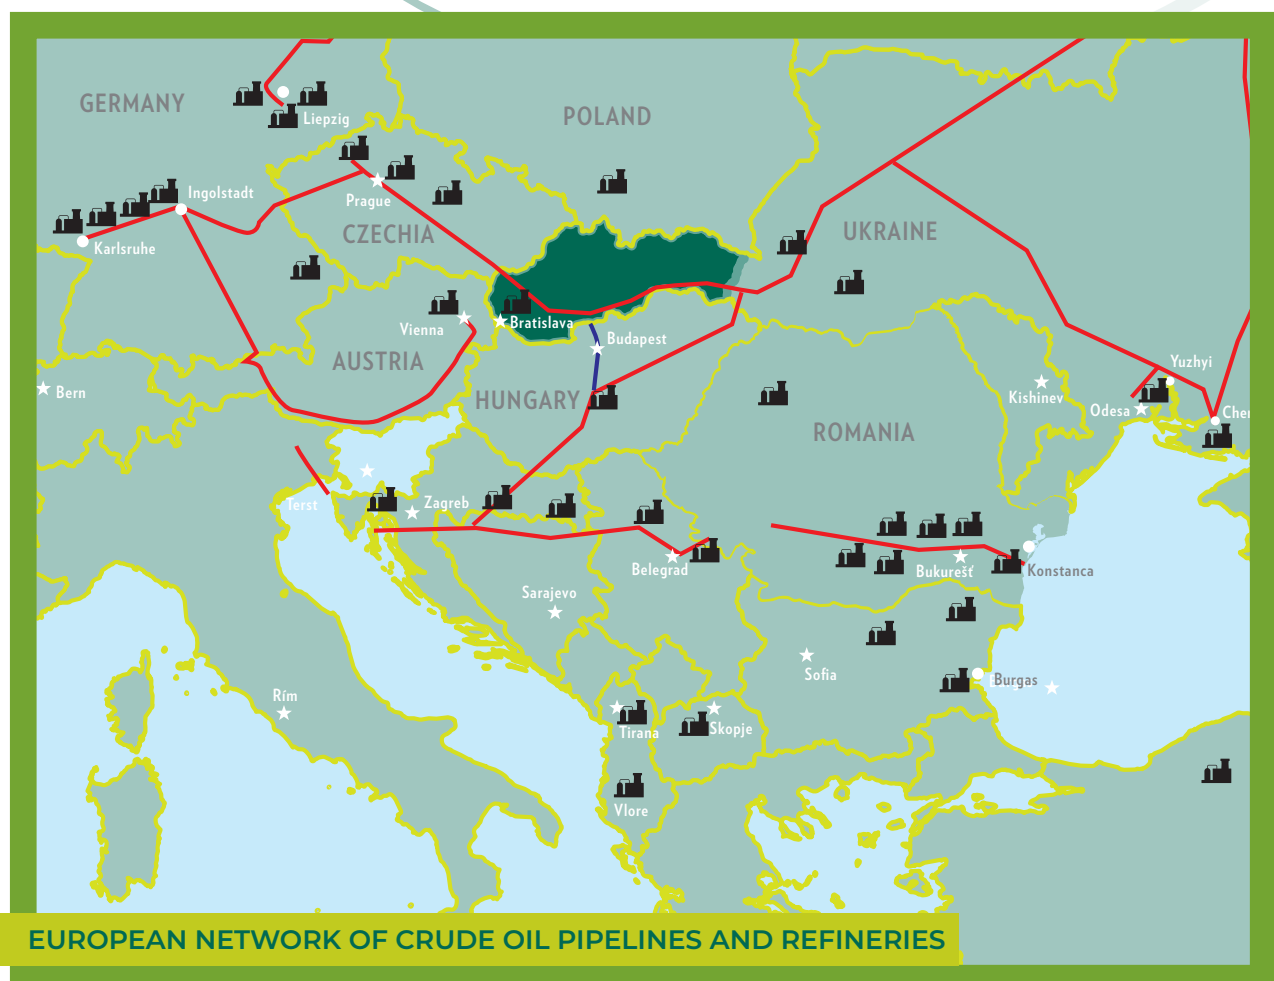 GERMANY
Liepzig
POLAND
Ingolstadt
Prague
CZECHIA
UKRAINE
Karlsruhe
Vienna
Bratislava
Budapest
AUSTRIA
Yuzhyi
Bern
HUNGARY
Kishinev
Odesa
Cher
ROMANIA
Terst
Zagreb
Belegrad
Bukurešť
Konstanca
Sarajevo
Sofia
Burgas
Rím
Tirana
Skopje
Vlore
EUROPEAN NETWORK OF CRUDE OIL PIPELINES AND REFINERIES